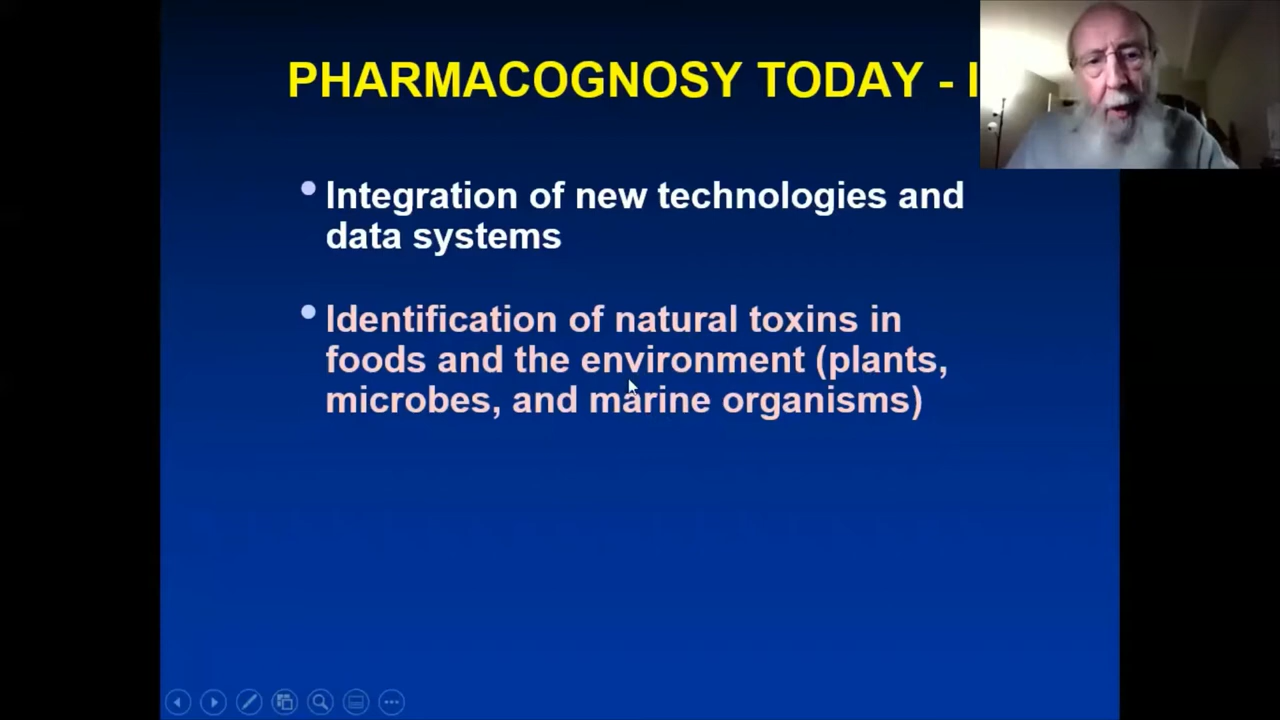 PHARMACOGNOSY TODAY - I
Integration of new technologies and
data systems
Identification of natural toxins in
foods and the environment (plants,
microbes, and marine organisms)